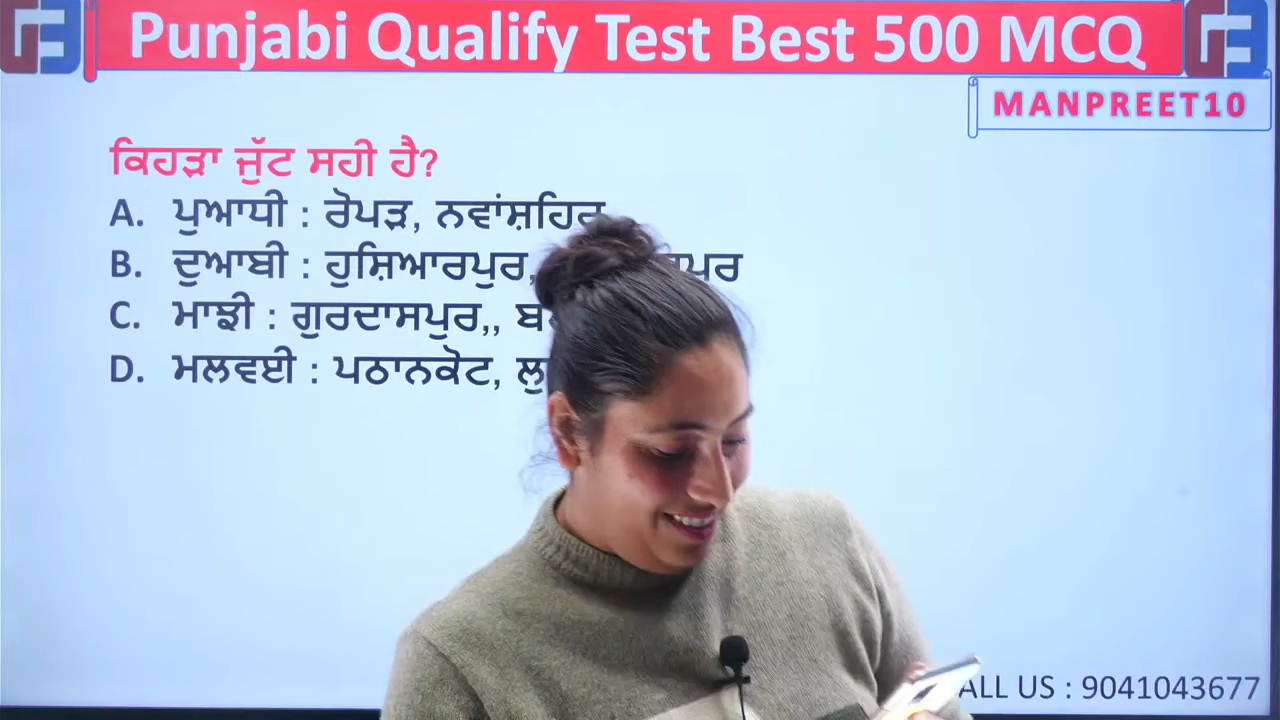 Punjabi Qualify Test Best 500 MCQ
MANPREET10
ਕਿਹੜਾ ਜੁੱਟ ਸਹੀ ਹੈ?
A. ਪੁਆਧੀ : ਰੋਪੜ, ਨਵਾਂਸ਼ਹਿਰ
B. ਦੁਆਬੀ : ਹੁਸ਼ਿਆਰਪੁਰ,
C. ਮਾਝੀ : ਗੁਰਦਾਸਪੁਰ,,
D. ਮਲਵਈ : ਪਠਾਨਕੋਟ,
ALL US : 9041043677